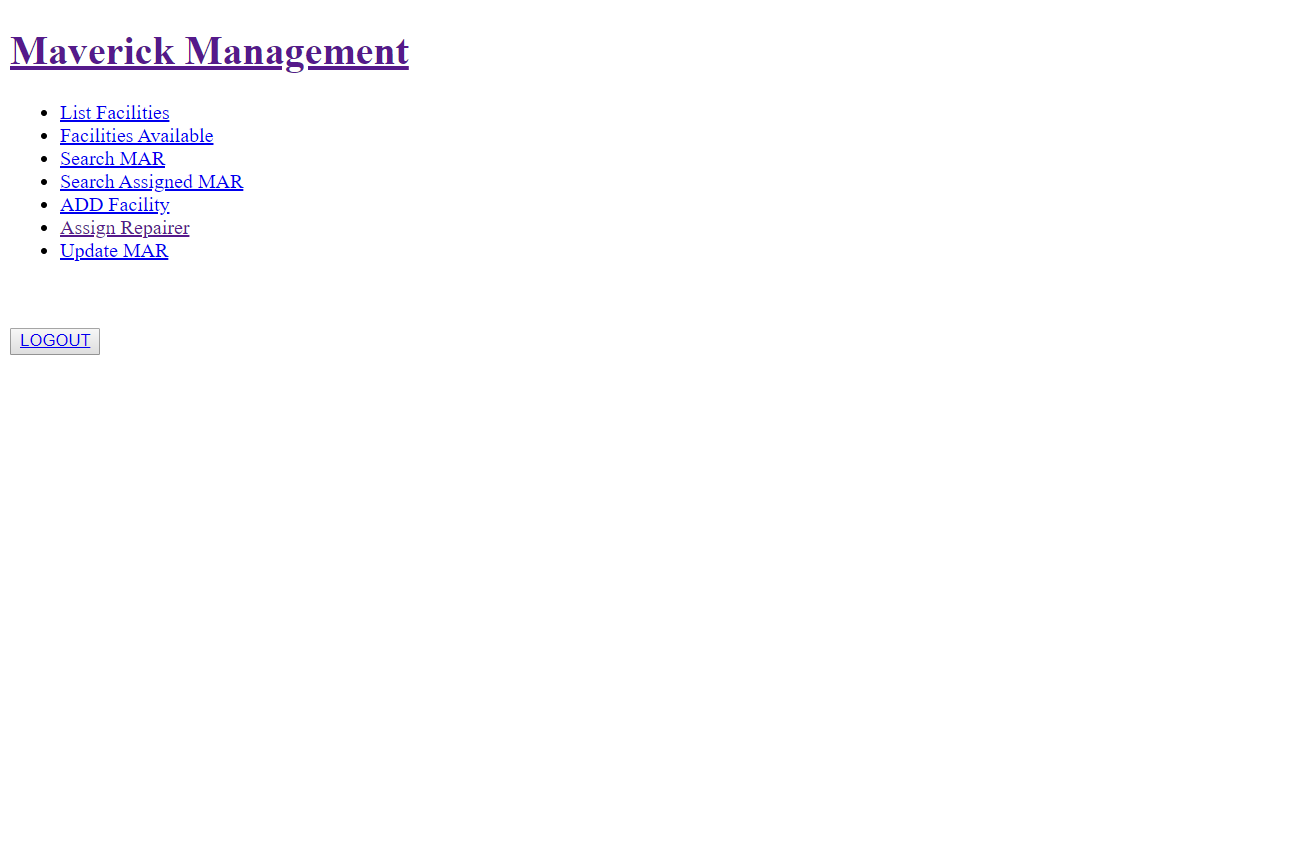 Maverick Management
List Facilities
Facilities Available
Search MAR
Search Assigned MAR
ADD Facility
Assign Repairer
Update MAR
LOGOUT